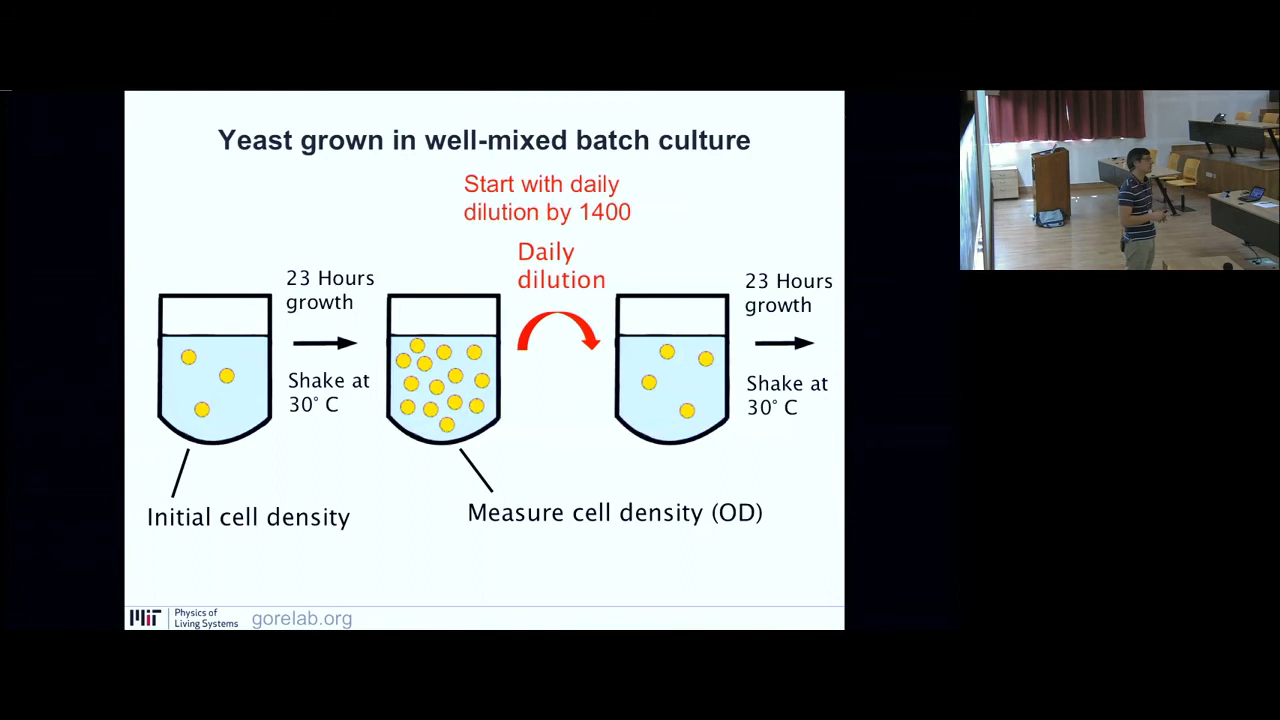 Yeast grown in well-mixed batch culture
Start with daily
dilution by 1400
Daily
dilution
23 Hours
growth
Shake at
30° C
23 Hours
growth
Shake at
30° C
Initial cell density
Measure cell density (OD)
MIT
Physics of
Living Systems
gorelab.org